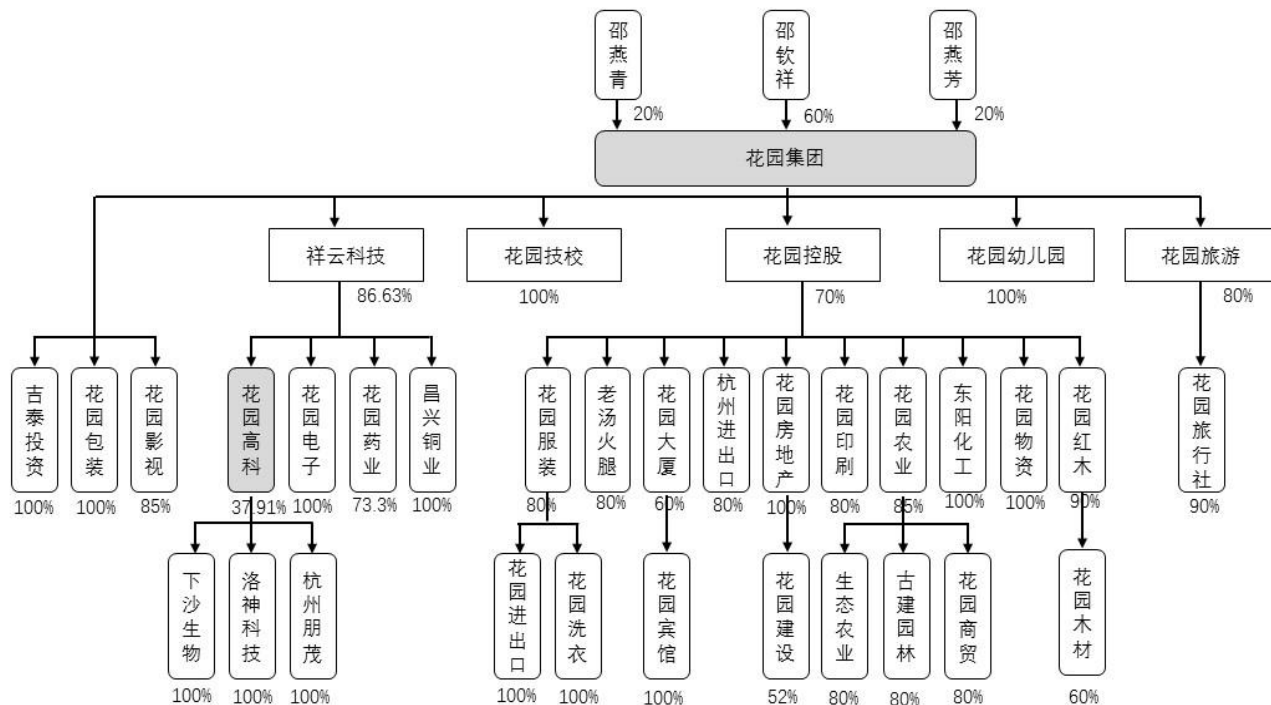 邵燕青
邵钦祥
邵燕芳
20%
60%
20%
花园集团
祥云科技
花园技校
花园控股
花园幼儿园
花园旅游
86.63%
100%
70%
100%
80%
吉泰投资
花园包装
花园影视
花园高科
花园电子
花园药业
昌兴铜业
花园服装
老汤火腿
花园大厦
杭州进出口
花园房地产
花园印刷
花园农业
东阳化工
花园物资
花园红木
花园旅行社
100%
100%
85%
37.91%
100%
73.3%
100%
80%
80%
60%
80%
100%
80%
85%
100%
100%
90%
90%
下沙生物
洛神科技
杭州朋茂
花园进出口
花园洗衣
花园宾馆
花园建设
生态农业
古建园林
花园商贸
花园木材
100%
100%
100%
100%
100%
100%
52%
80%
80%
80%
60%